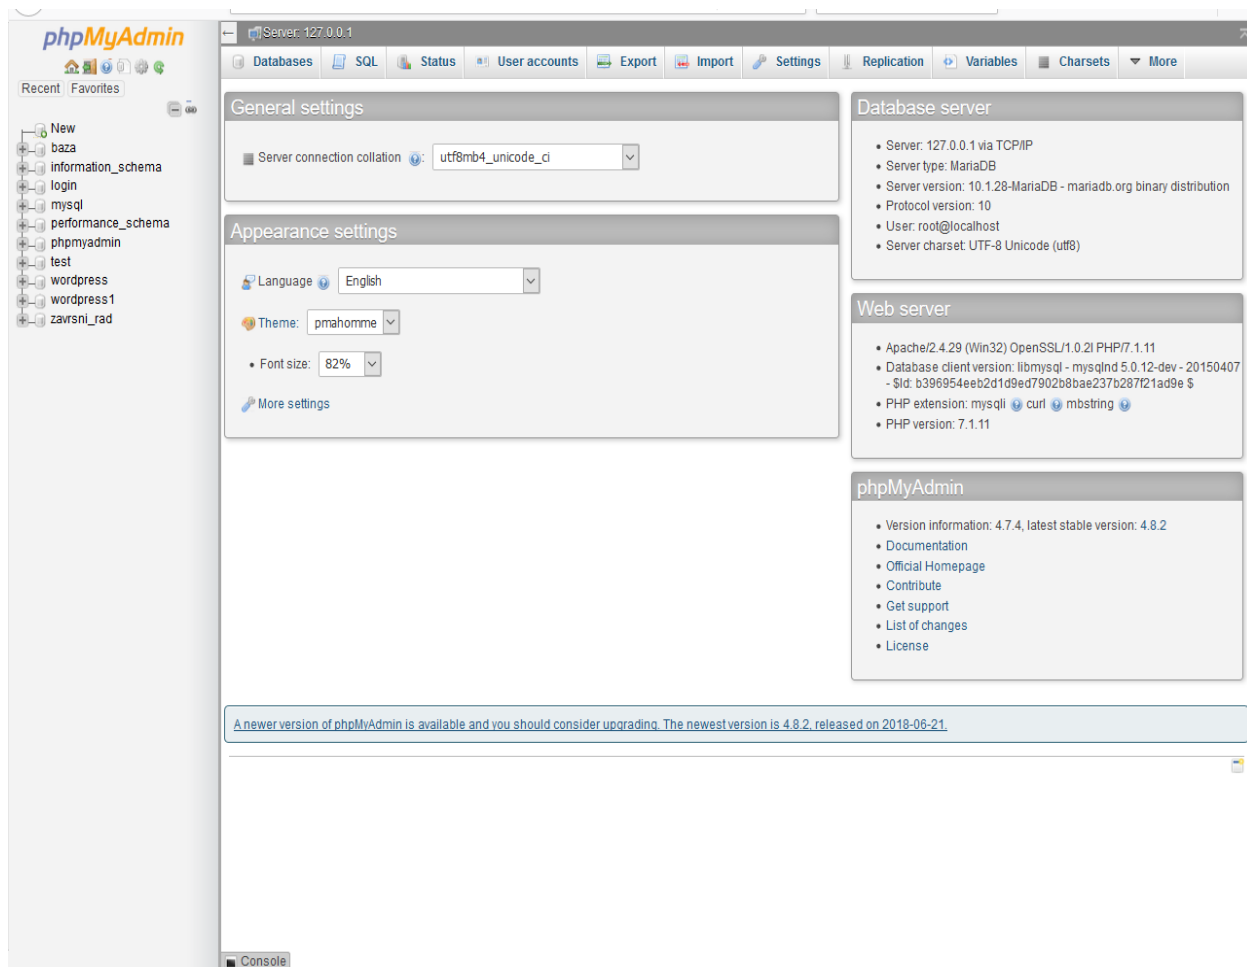 phpMyAdmin
Recent Favorites
New
baza
information_schema
login
mysql
performance_schema
phpmyadmin
test
wordpress
wordpress1
zavrsni_rad
Server: 127.0.0.1
Databases SQL Status User accounts Export Import Settings Replication Variables Charsets More
General settings
Server connection collation : utf8mb4_unicode_ci
Appearance settings
Language English
Theme: pmahomme
• Font size: 82%
More settings
Database server
• Server: 127.0.0.1 via TCP/IP
• Server type: MariaDB
• Server version: 10.1.28-MariaDB - mariadb.org binary distribution
• Protocol version: 10
• User: root@localhost
• Server charset: UTF-8 Unicode (utf8)
Web server
• Apache/2.4.29 (Win32) OpenSSL/1.0.2l PHP/7.1.11
• Database client version: libmysql - mysqlnd 5.0.12-dev - 20150407
- $Id: b396954eeb2d1d9ed7902b8bae237b287f21ad9e $
• PHP extension: mysqli curl mbstring
• PHP version: 7.1.11
phpMyAdmin
• Version information: 4.7.4, latest stable version: 4.8.2
• Documentation
• Official Homepage
• Contribute
• Get support
• List of changes
• License
A newer version of phpMyAdmin is available and you should consider upgrading. The newest version is 4.8.2, released on 2018-06-21.
Console